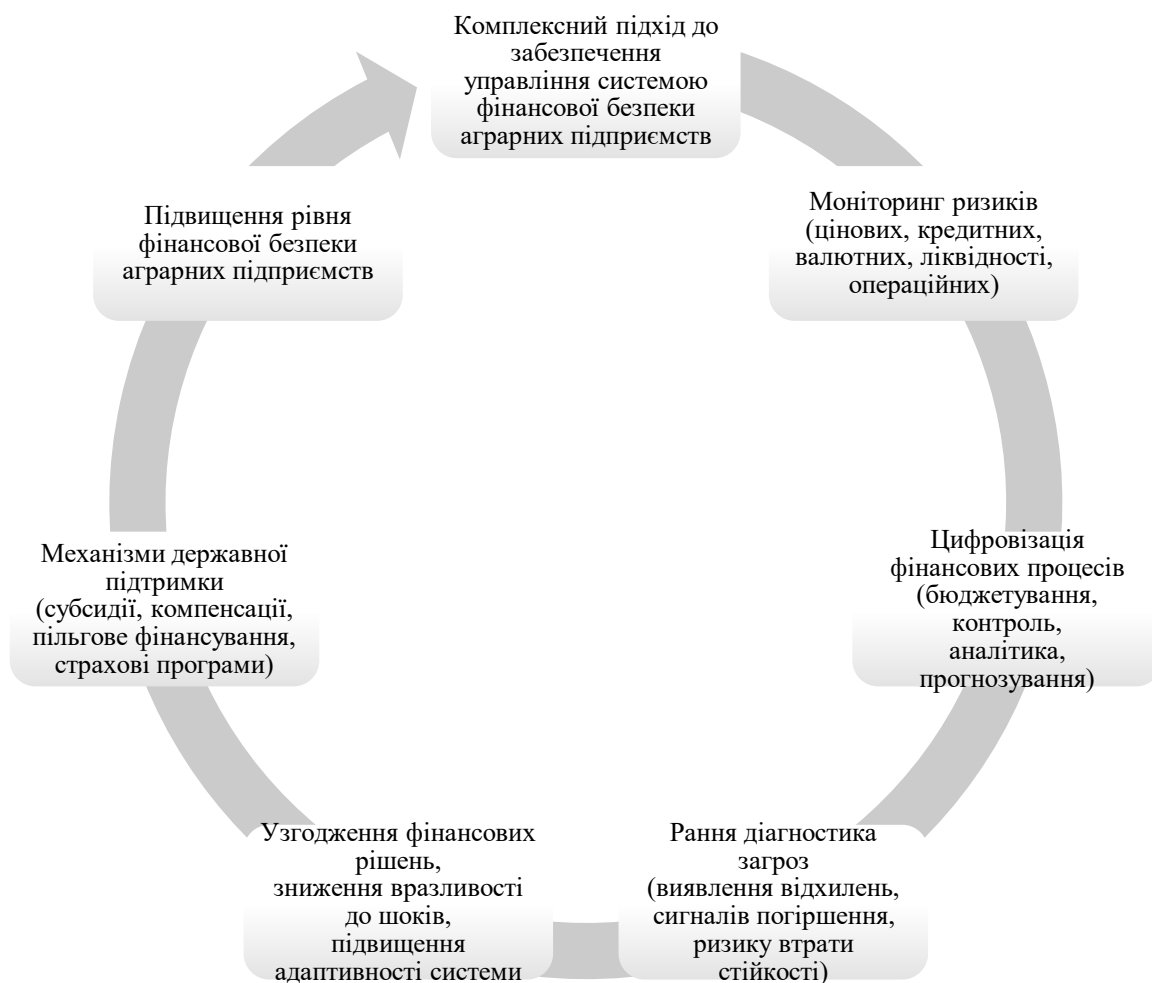 Комплексний підхід до
забезпечення
управління системою
фінансової безпеки
аграрних підприємств
Моніторинг ризиків
(цінових, кредитних,
валютних, ліквідності,
операційних)
Цифровізація
фінансових процесів
(бюджетування,
контроль,
аналітика,
прогнозування)
Рання діагностика
загроз
(виявлення відхилень,
сигналів погіршення,
ризику втрати
стійкості)
Узгодження фінансових
рішень,
зниження вразливості
до шоків,
підвищення
адаптивності системи
Механізми державної
підтримки
(субсидії, компенсації,
пільгове фінансування,
страхові програми)
Підвищення рівня
фінансової безпеки
аграрних підприємств